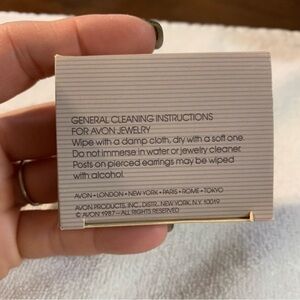 GENERAL CLEANING INSTRUCTIONS
FOR AVON JEWELRY
Wipe with a damp cloth, dry with a soft one.
Do not immerse in water or jewelry cleaner.
Posts on pierced earrings may be wiped
with alcohol.
AVON • LONDON • NEW YORK • PARIS • ROME • TOKYO
AVON PRODUCTS, INC., DISTR., NEW YORK, N.Y. 10019
© AVON 1987 – ALL RIGHTS RESERVED